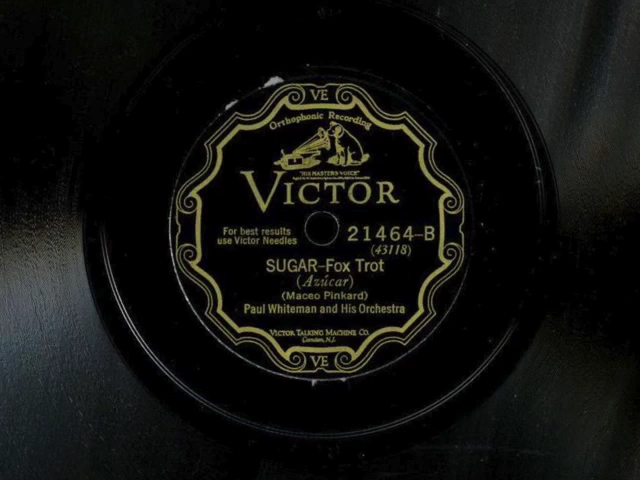 VE
Orthophonic Recording
"HIS MASTER'S VOICE"
VICTOR
For best results
use Victor Needles
21464-B
(43118)
SUGAR-Fox Trot
(Azúcar)
(Maceo Pinkard)
Paul Whiteman and His Orchestra
VICTOR TALKING MACHINE CO.
Camden, N.J.
VE